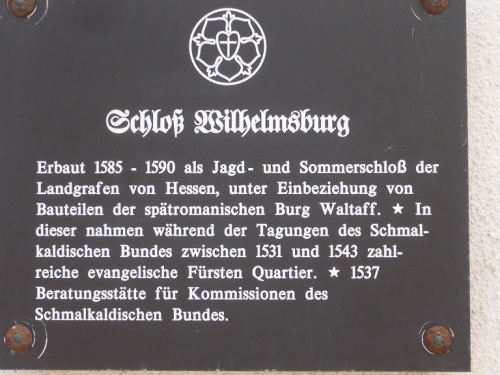 Schloß Wilhelmsburg
Erbaut 1585 - 1590 als Jagd- und Sommerschloß der
Landgrafen von Hessen, unter Einbeziehung von
Bauteilen der spätromanischen Burg Waltaff. ★ In
dieser nahmen während der Tagungen des Schmal-
kaldischen Bundes zwischen 1531 und 1543 zahl-
reiche evangelische Fürsten Quartier. ★ 1537
Beratungsstätte für Kommissionen des
Schmalkaldischen Bundes.